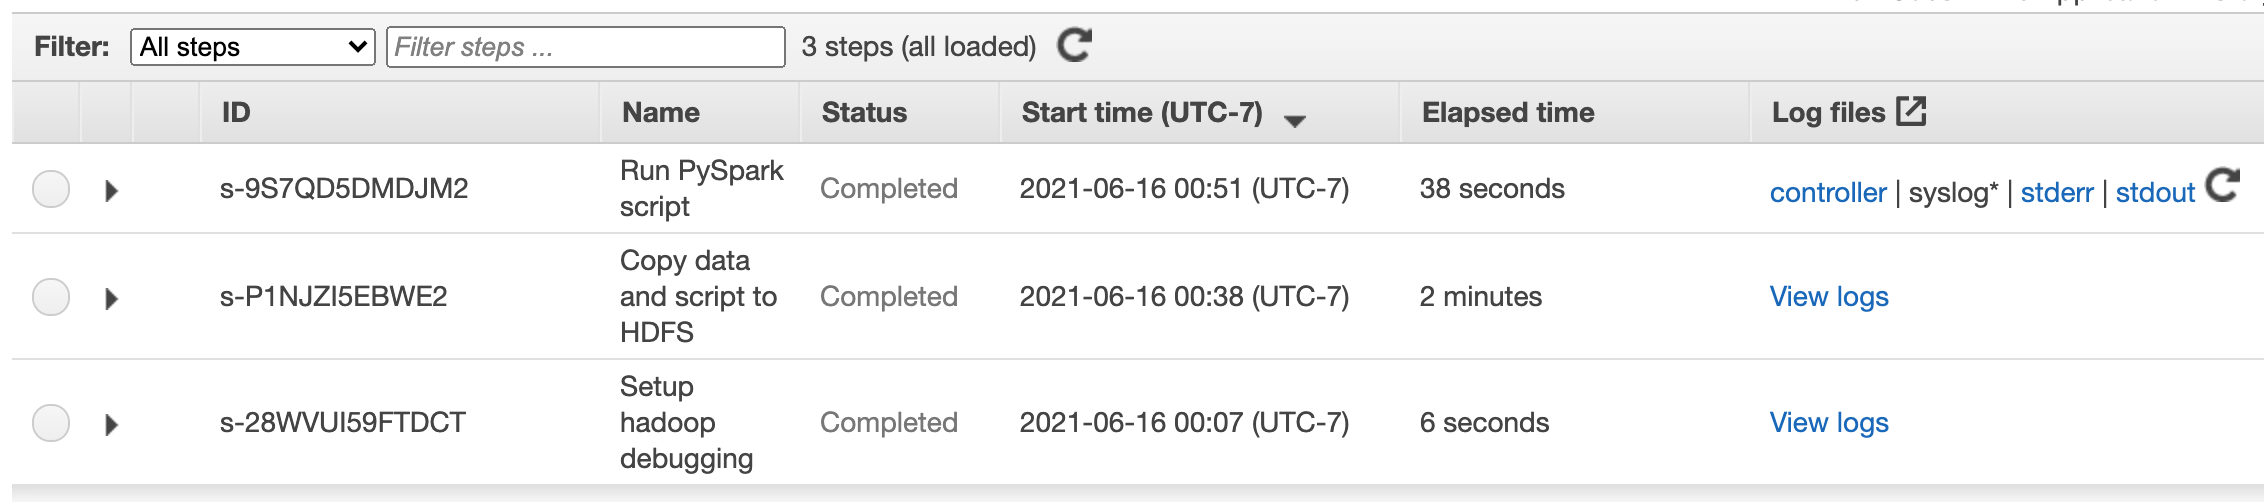 Filter: All steps Filter steps ... 3 steps (all loaded)
ID Name Status Start time (UTC-7) Elapsed time Log files
s-9S7QD5DMDJM2 Run PySpark script Completed 2021-06-16 00:51 (UTC-7) 38 seconds controller | syslog* | stderr | stdout
s-P1NJZI5EBWE2 Copy data and script to HDFS Completed 2021-06-16 00:38 (UTC-7) 2 minutes View logs
s-28WVUI59FTDCT Setup hadoop debugging Completed 2021-06-16 00:07 (UTC-7) 6 seconds View logs